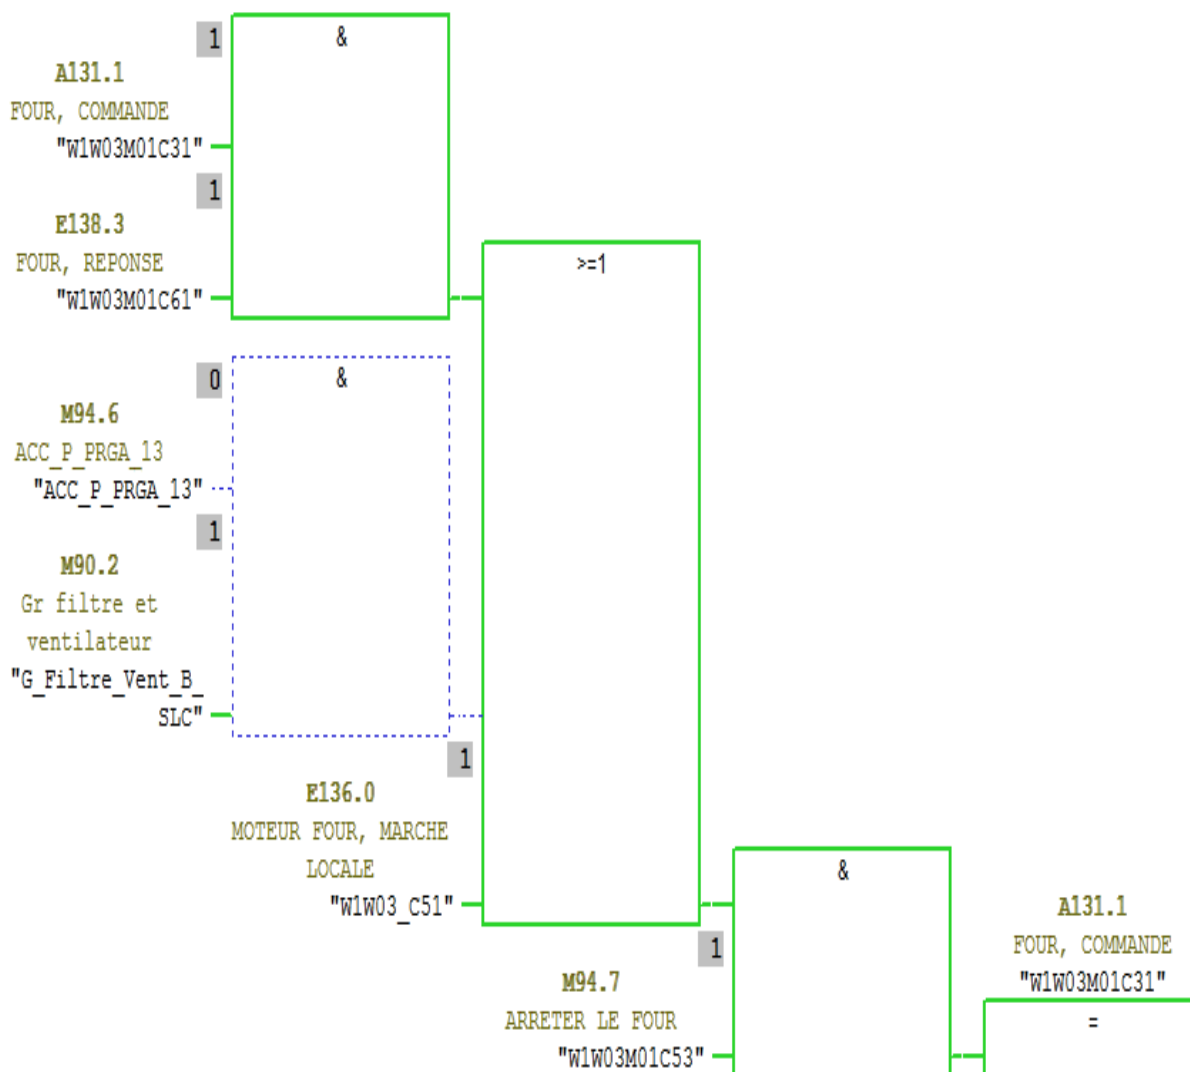 1
&
A131.1
FOUR, COMMANDE
"W1W03M01C31"
1
E138.3
FOUR, REPONSE
"W1W03M01C61"
>=1
0
&
M94.6
ACC_P_PRGA_13
"ACC_P_PRGA_13"
1
M90.2
Gr filtre et
ventilateur
"G_Filtre_Vent_B_
SLC"
1
E136.0
MOTEUR FOUR, MARCHE
LOCALE
"W1W03_C51"
&
1
M94.7
ARRETER LE FOUR
"W1W03M01C53"
A131.1
FOUR, COMMANDE
"W1W03M01C31"
=